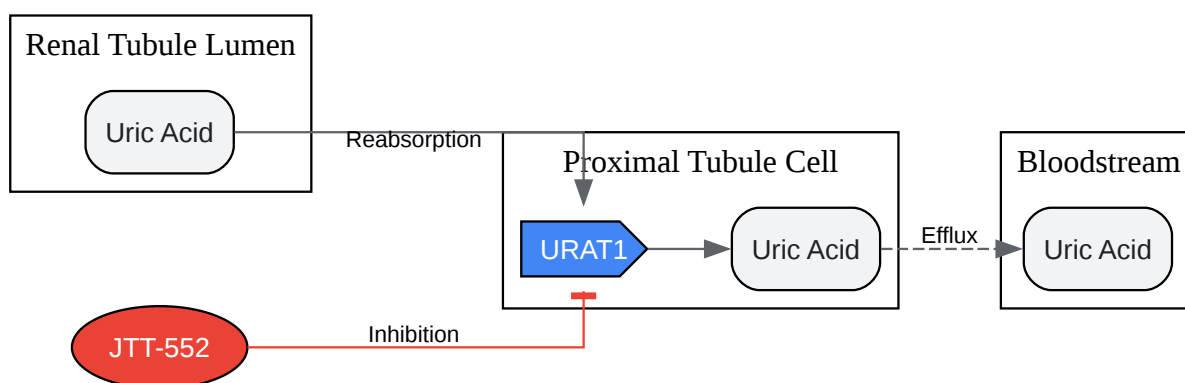 Renal Tubule Lumen
Uric Acid
Reabsorption
Proximal Tubule Cell
URAT1
Uric Acid
Efflux
Bloodstream
Uric Acid
JTT-552
Inhibition